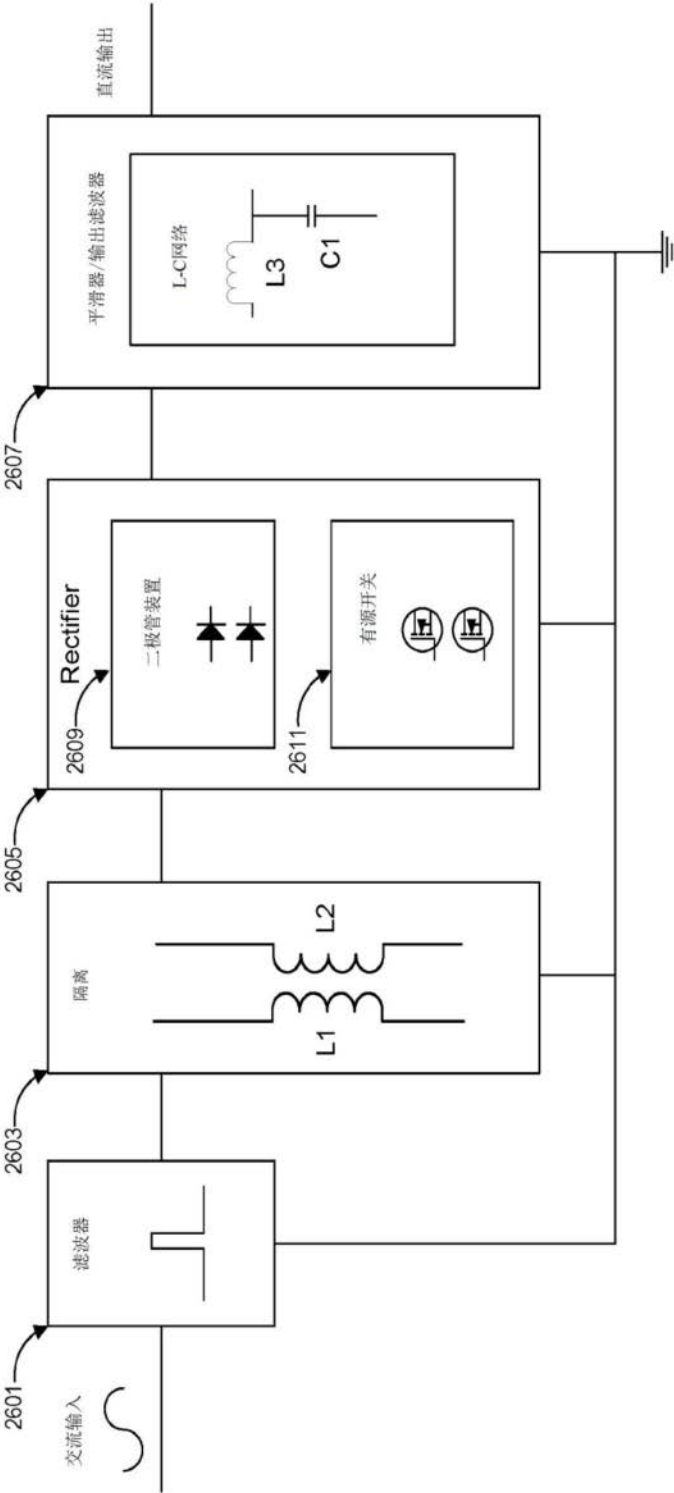 交流输入
2601
滤波器
2603
隔离
L1
L2
2605
Rectifier
2609
二极管装置
2611
有源开关
2607
平滑器/输出滤波器
L-C网络
L3
C1
直流输出